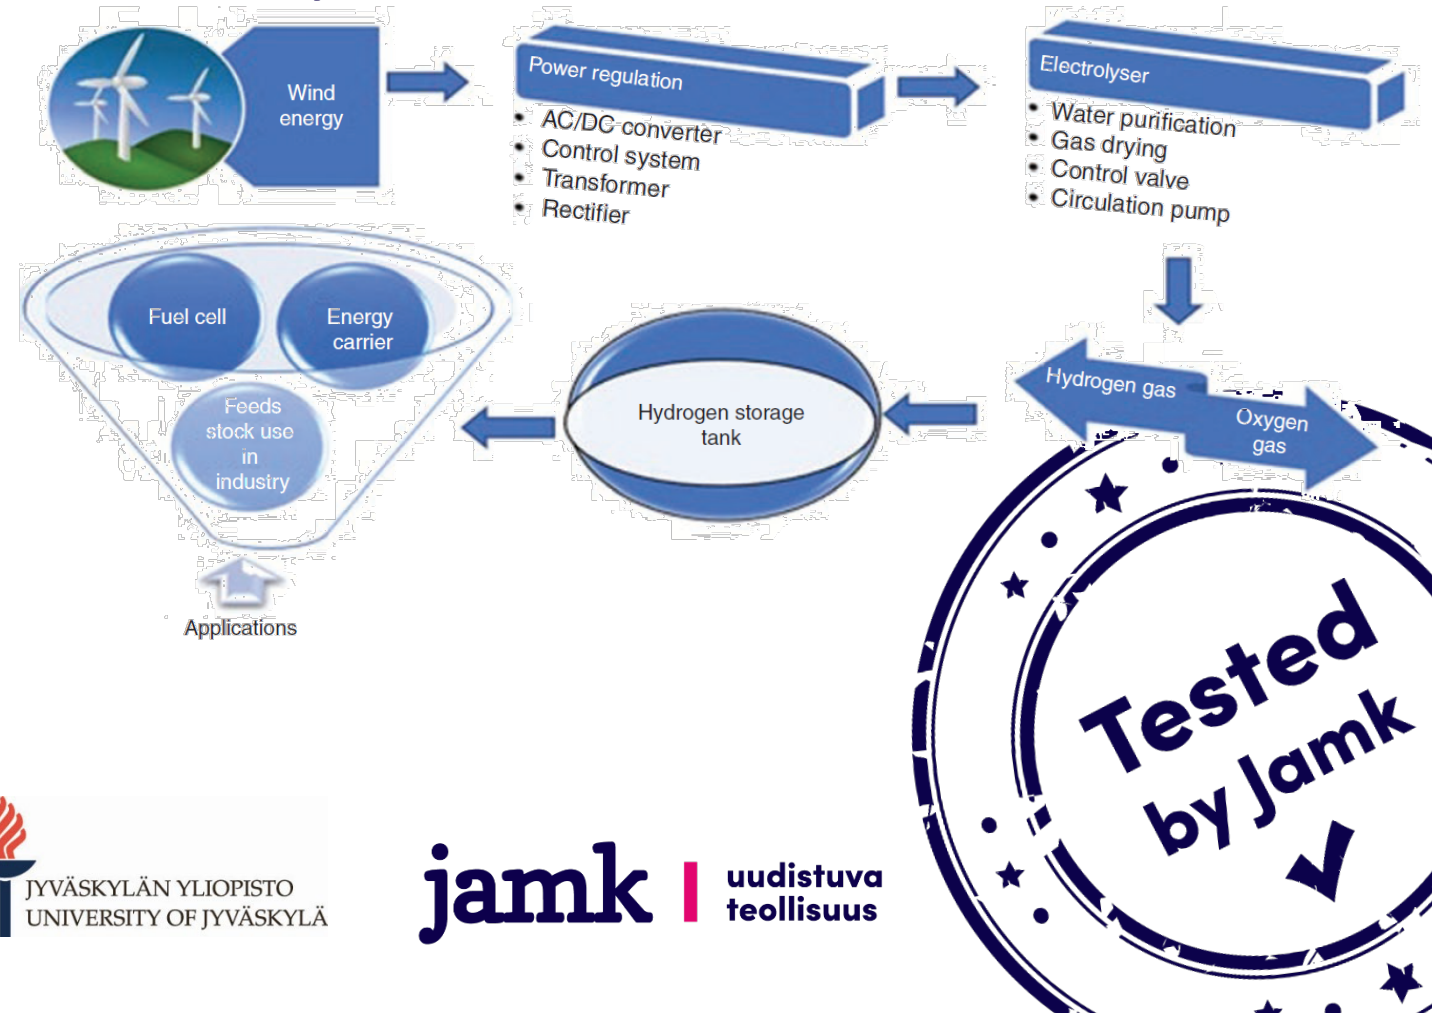 Wind
energy
Power regulation
• AC/DC converter
• Control system
• Transformer
• Rectifier
Electrolyser
• Water purification
• Gas drying
• Control valve
• Circulation pump
Fuel cell
Energy
carrier
Feeds
stock use
in
industry
Applications
Hydrogen storage
tank
Hydrogen gas
Oxygen
gas
Tested
by Jamk
JYVÄSKYLÄN YLIOPISTO
UNIVERSITY OF JYVÄSKYLÄ
jamk
uudistuva
teollisuus